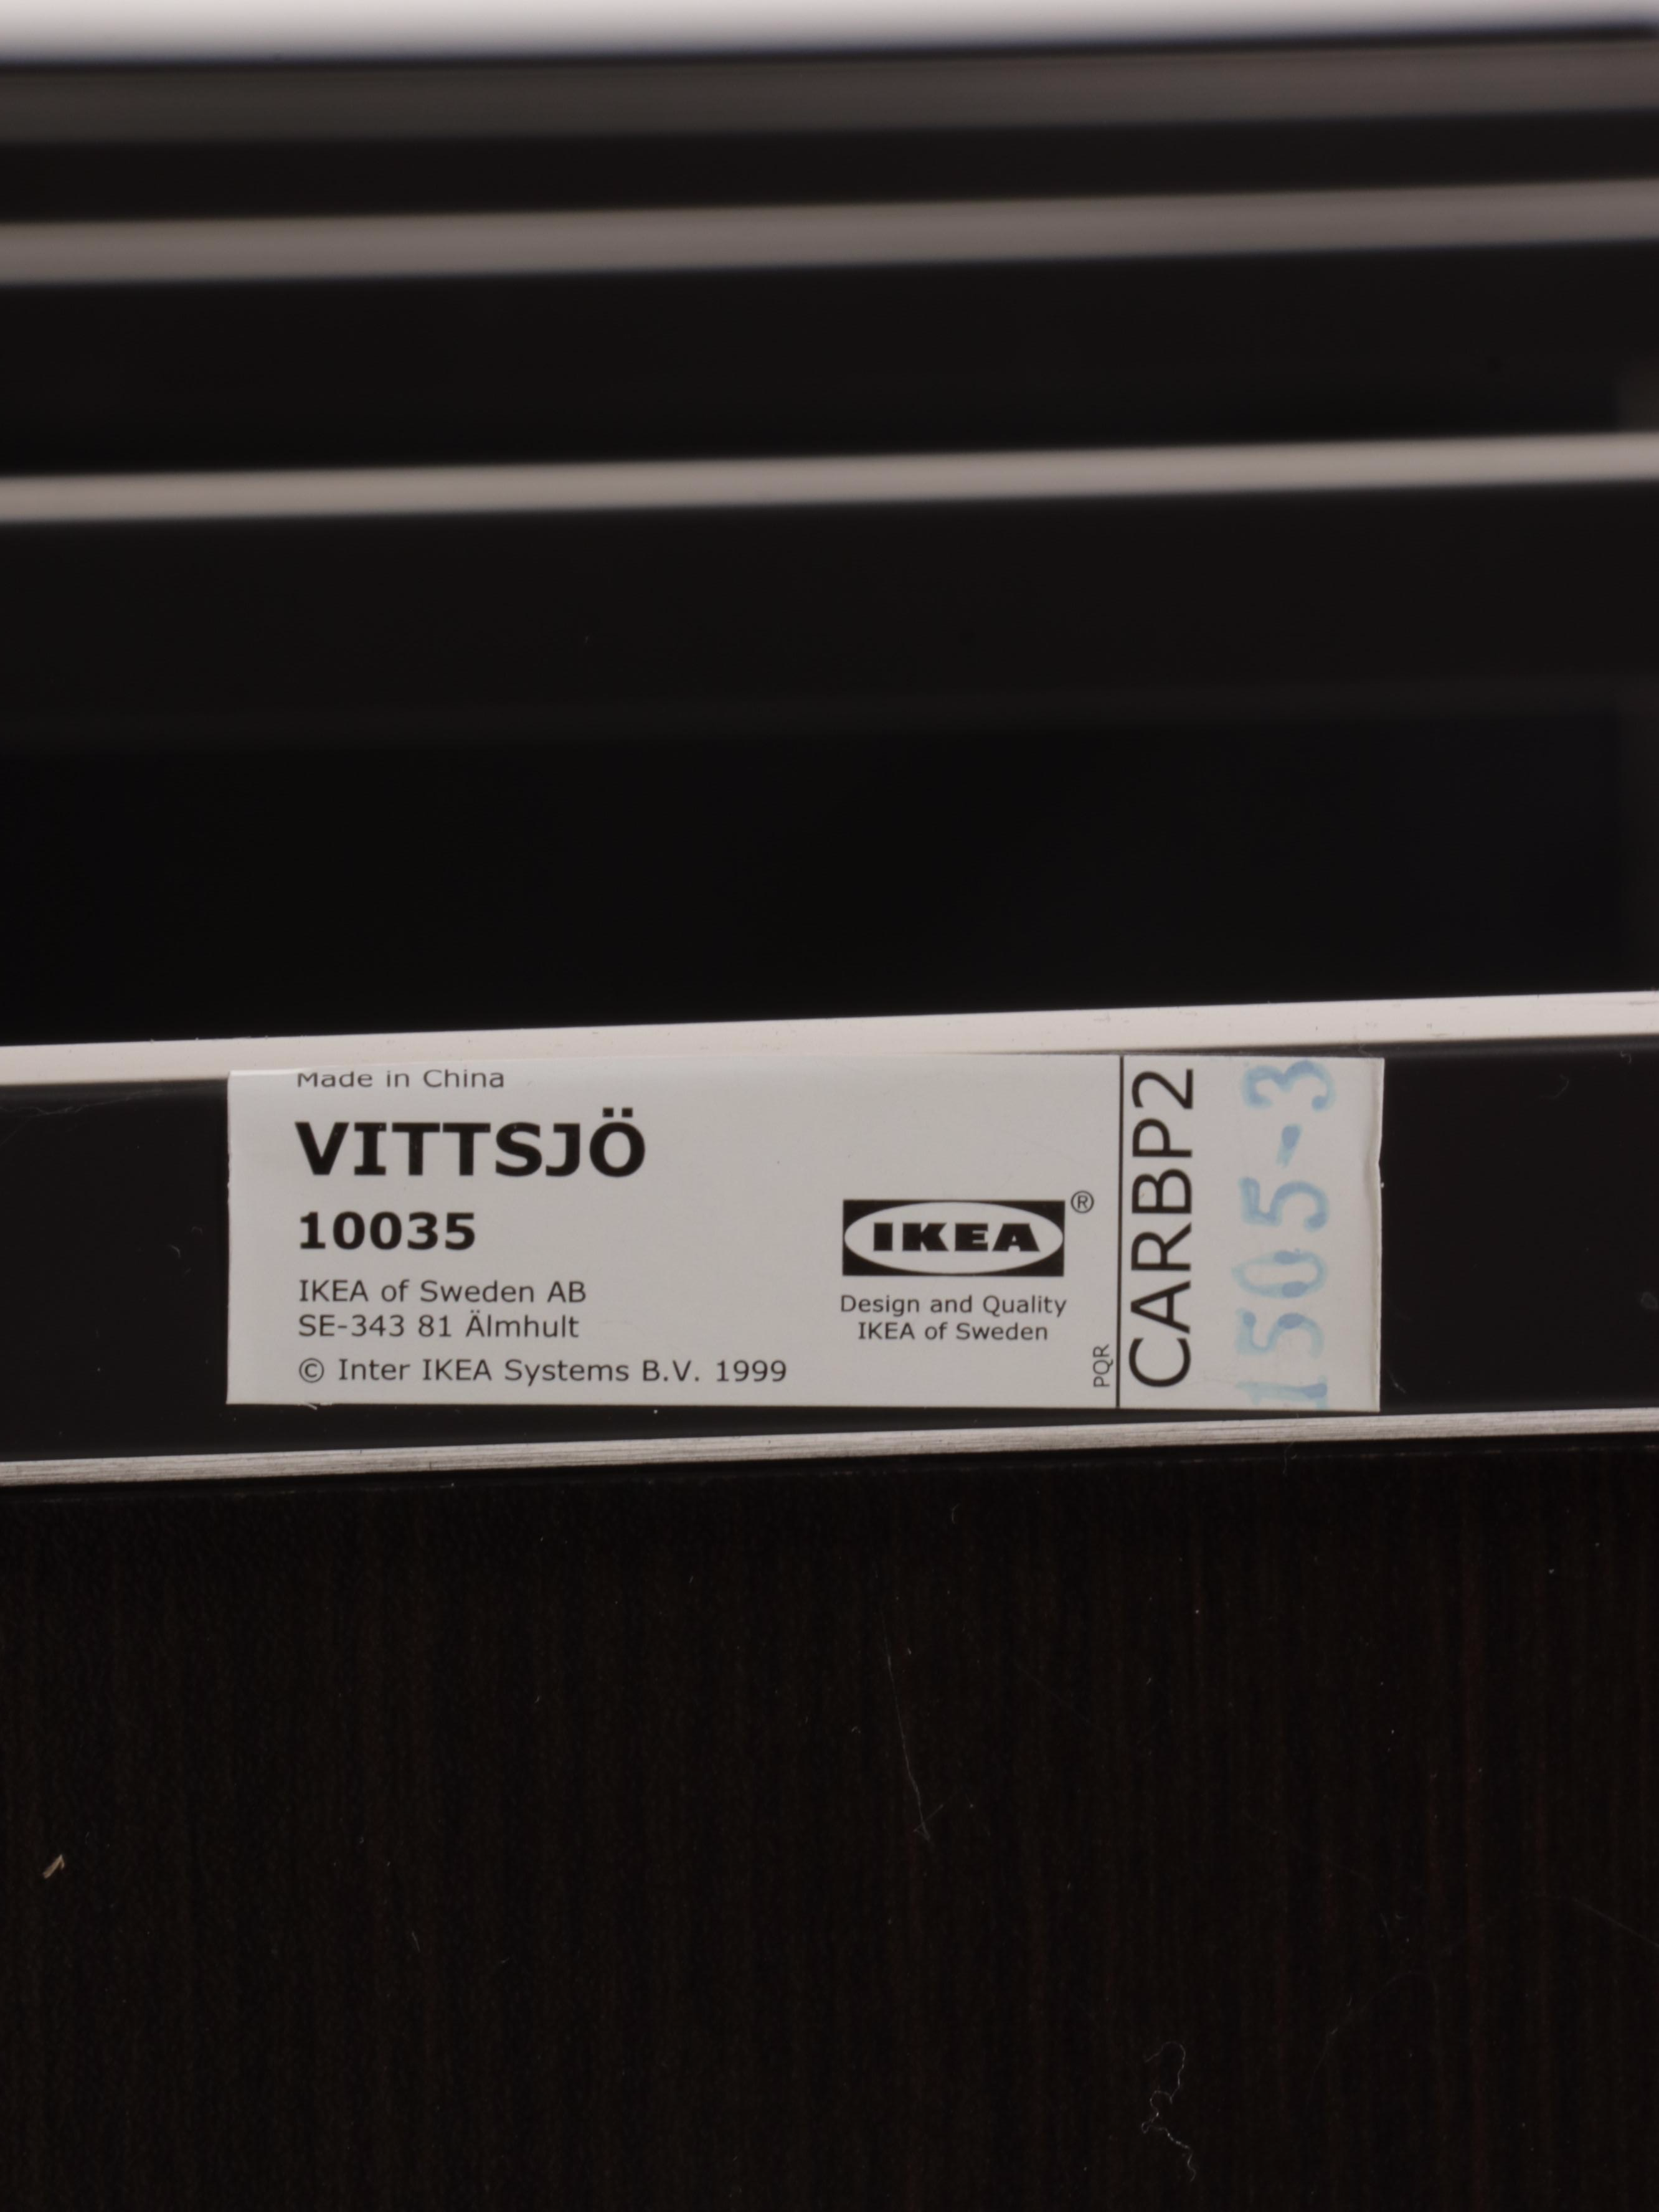 Made in China
VITTSJÖ
10035
IKEA of Sweden AB
SE-343 81 Älmhult
© Inter IKEA Systems B.V. 1999
IKEA®
Design and Quality
IKEA of Sweden
PQR
CARBP2
1505-3